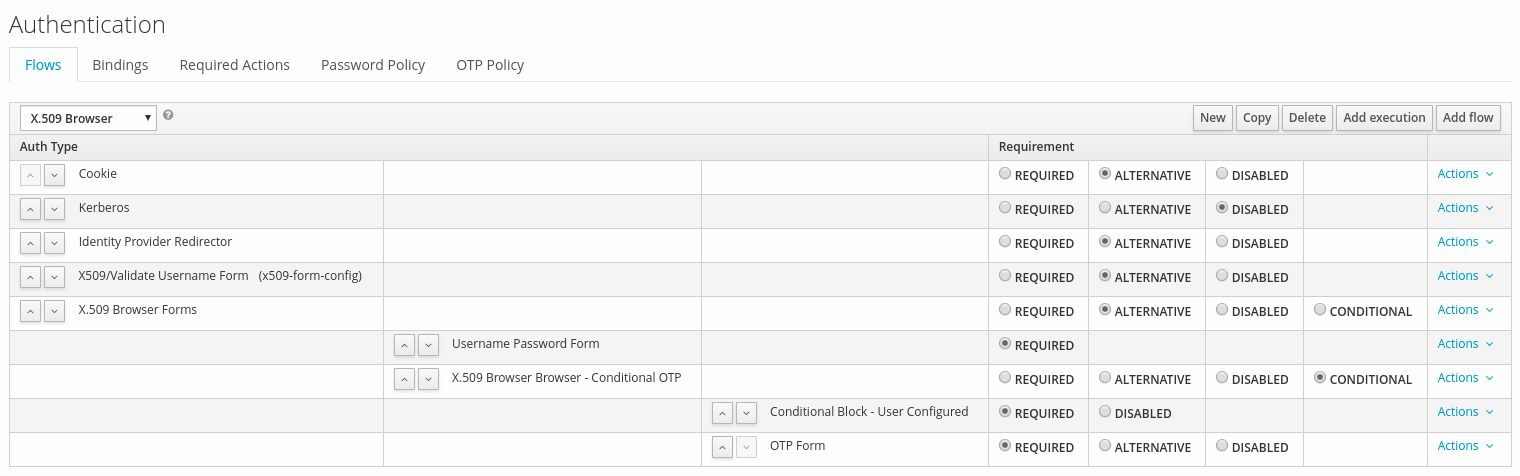 Authentication
Flows Bindings Required Actions Password Policy OTP Policy
X.509 Browser ? New Copy Delete Add execution Add flow
Auth Type Requirement
Cookie REQUIRED ALTERNATIVE DISABLED Actions
Kerberos REQUIRED ALTERNATIVE DISABLED Actions
Identity Provider Redirector REQUIRED ALTERNATIVE DISABLED Actions
X509/Validate Username Form (x509-form-config) REQUIRED ALTERNATIVE DISABLED Actions
X.509 Browser Forms REQUIRED ALTERNATIVE DISABLED CONDITIONAL Actions
Username Password Form REQUIRED Actions
X.509 Browser Browser - Conditional OTP REQUIRED ALTERNATIVE DISABLED CONDITIONAL Actions
Conditional Block - User Configured REQUIRED DISABLED Actions
OTP Form REQUIRED ALTERNATIVE DISABLED Actions